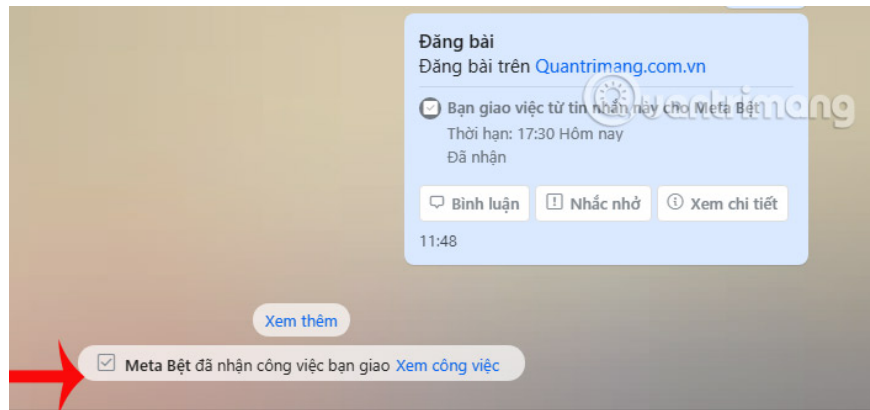 Đăng bài
Đăng bài trên Quantrimang.com.vn
uantrimang
Bạn giao việc từ tin nhắn này cho Meta Bệt
Thời hạn: 17:30 Hôm nay
Đã nhận
Bình luận
Nhắc nhở
Xem chi tiết
11:48
Xem thêm
Meta Bệt đã nhận công việc bạn giao Xem công việc